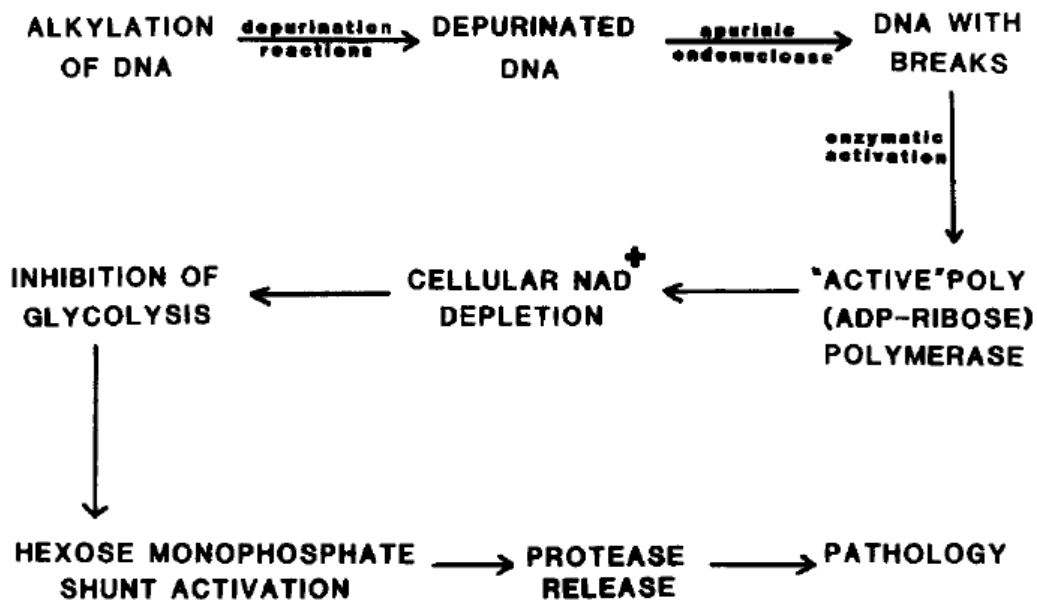 ALKYLATION
OF DNA
depurination
reactions
DEPURINATED
DNA
apurinic
endonuclease
DNA WITH
BREAKS
enzymatic
activation
"ACTIVE" POLY
(ADP-RIBOSE)
POLYMERASE
CELLULAR NAD+
DEPLETION
INHIBITION OF
GLYCOLYSIS
HEXOSE MONOPHOSPHATE
SHUNT ACTIVATION
PROTEASE
RELEASE
PATHOLOGY